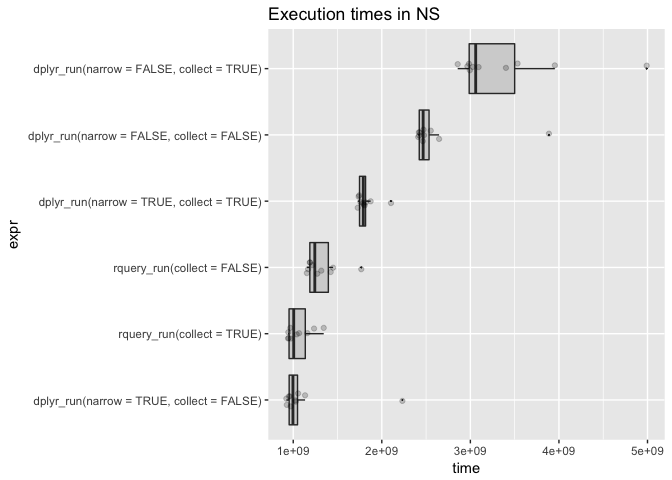 Execution times in NS
dplyr_run(narrow = FALSE, collect = TRUE)
dplyr_run(narrow = FALSE, collect = FALSE)
dplyr_run(narrow = TRUE, collect = TRUE)
rquery_run(collect = FALSE)
rquery_run(collect = TRUE)
dplyr_run(narrow = TRUE, collect = FALSE)
expr
1e+09 2e+09 3e+09 4e+09 5e+09
time